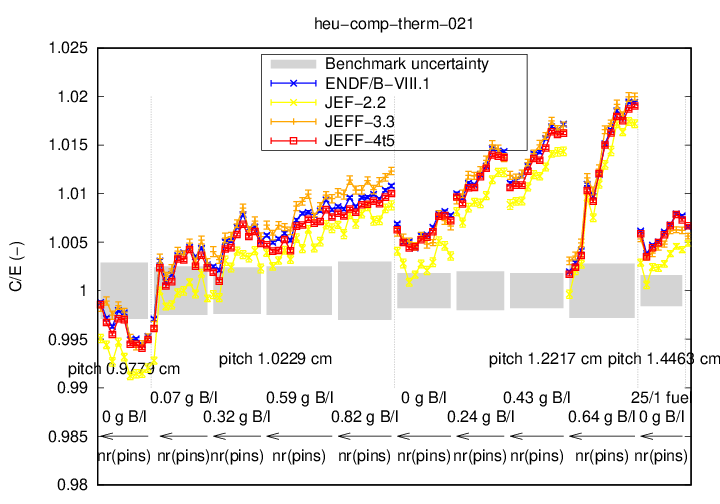 heu-comp-therm-021
1.025
1.02
1.015
1.01
1.005
1
0.995
0.99
0.985
0.98
C/E (−)
Benchmark uncertainty
ENDF/B−VIII.1
JEF−2.2
JEFF−3.3
JEFF−4t5
pitch 0.9779 cm
pitch 1.0229 cm
pitch 1.2217 cm
pitch 1.4463 cm
0.07 g B/l
0.59 g B/l
0 g B/l
0.43 g B/l
25/1 fuel
0 g B/l
0.32 g B/l
0.82 g B/l
0.24 g B/l
0.64 g B/l
0 g B/l
nr(pins)
nr(pins)
nr(pins)
nr(pins)
nr(pins)
nr(pins)
nr(pins)
nr(pins)
nr(pins)
nr(pins)